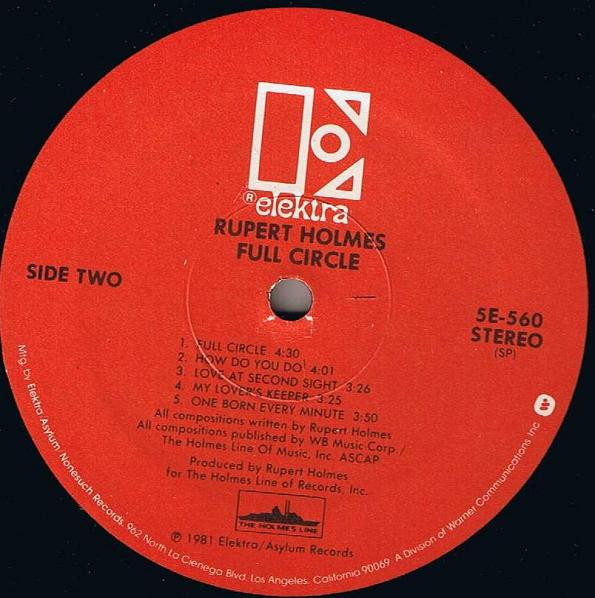 ® elektra
RUPERT HOLMES
FULL CIRCLE
SIDE TWO
5E-560
STEREO
(SP)
1. FULL CIRCLE 4:30
2. HOW DO YOU DO 4:01
3. LOVE AT SECOND SIGHT 3:26
4. MY LOVER'S KEEPER 3:25
5. ONE BORN EVERY MINUTE 3:50
All compositions written by Rupert Holmes
All compositions published by WB Music Corp./
The Holmes Line Of Music, Inc. ASCAP
Produced by Rupert Holmes
for The Holmes Line of Records, Inc.
THE HOLMES LINE
℗ 1981 Elektra/Asylum Records
Mfg. by Elektra Asylum Nonesuch Records, 962 North La Cienega Blvd. Los Angeles, California 90069 A Division of Warner Communications Inc